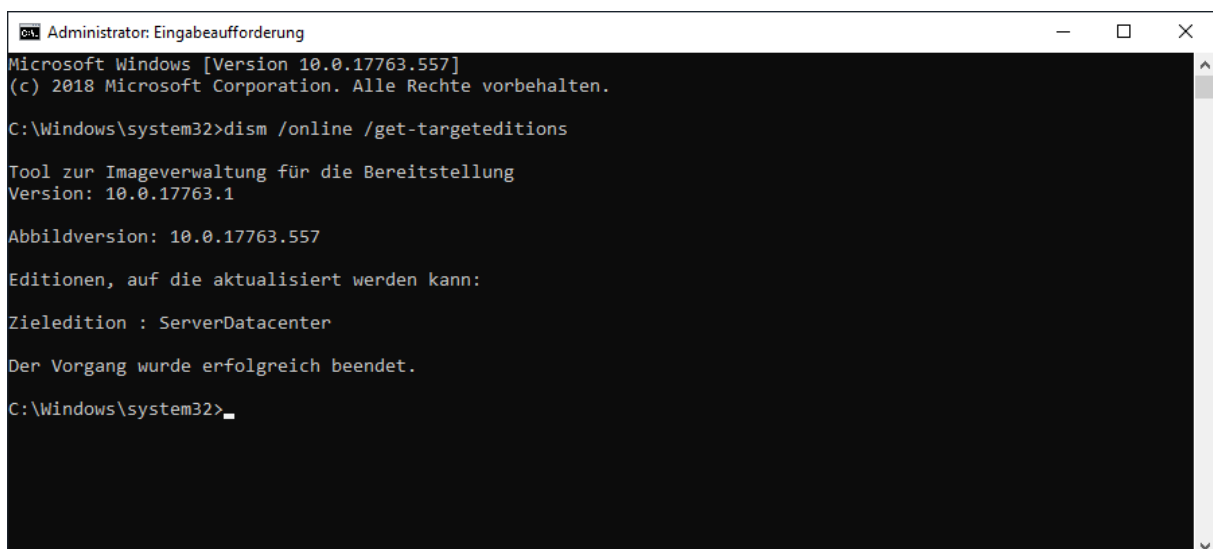 Administrator: Eingabeaufforderung
Microsoft Windows [Version 10.0.17763.557]
(c) 2018 Microsoft Corporation. Alle Rechte vorbehalten.
C:\Windows\system32>dism /online /get-targeteditions
Tool zur Imageverwaltung für die Bereitstellung
Version: 10.0.17763.1
Abbildversion: 10.0.17763.557
Editionen, auf die aktualisiert werden kann:
Zieledition : ServerDatacenter
Der Vorgang wurde erfolgreich beendet.
C:\Windows\system32>